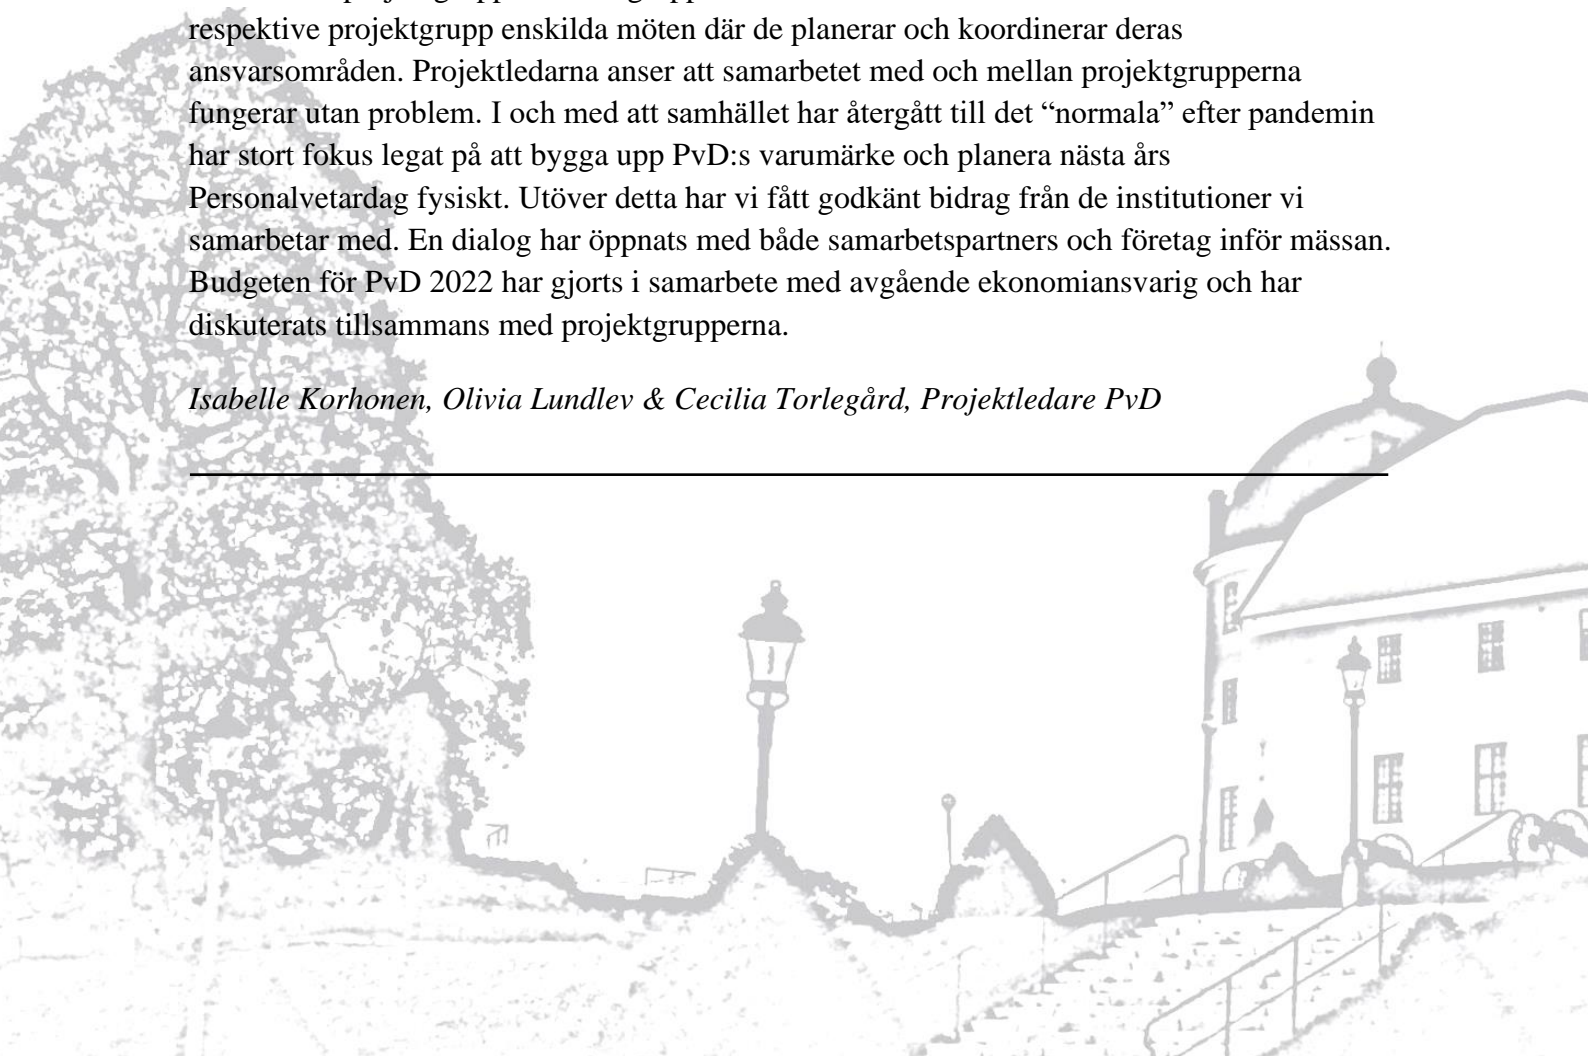 respektive projektgrupp enskilda möten där de planerar och koordinerar deras
ansvarsområden. Projektledarna anser att samarbetet med och mellan projektgrupperna
fungerar utan problem. I och med att samhället har återgått till det “normala” efter pandemin
har stort fokus legat på att bygga upp PvD:s varumärke och planera nästa års
Personalvetardag fysiskt. Utöver detta har vi fått godkänt bidrag från de institutioner vi
samarbetar med. En dialog har öppnats med både samarbetspartners och företag inför mässan.
Budgeten för PvD 2022 har gjorts i samarbete med avgående ekonomiansvarig och har
diskuterats tillsammans med projektgrupperna.
Isabelle Korhonen, Olivia Lundlev & Cecilia Torlegård, Projektledare PvD